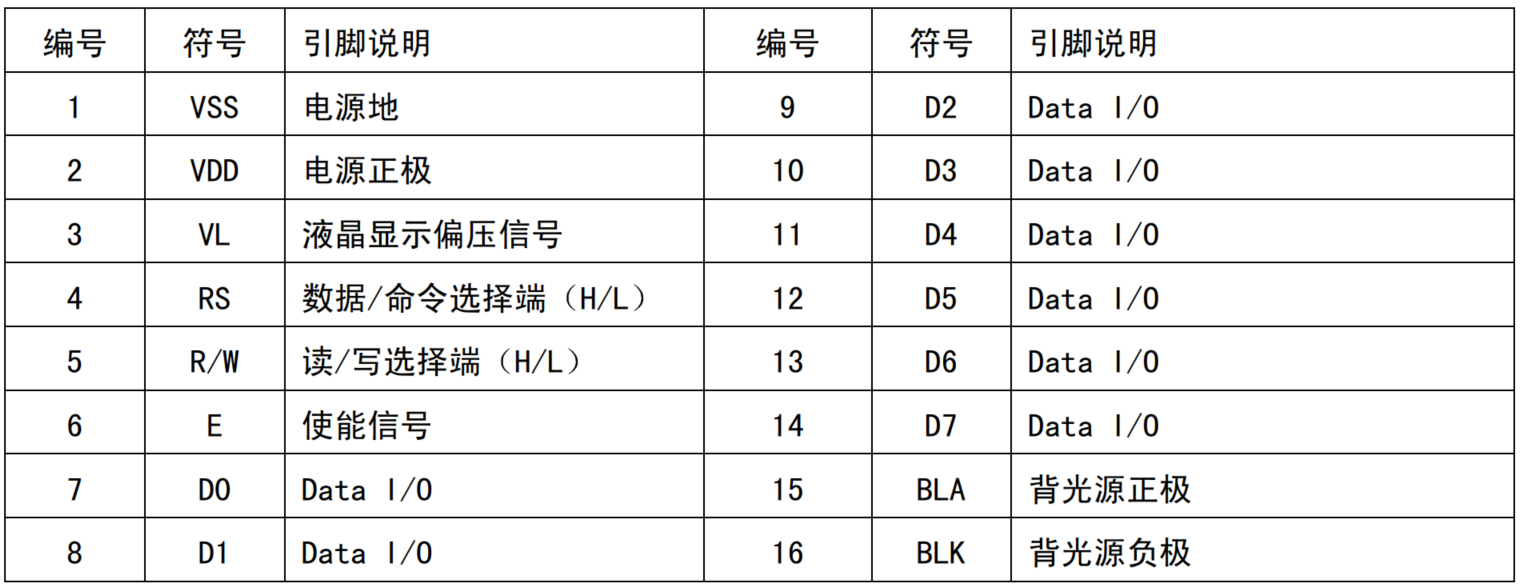 编号 符号 引脚说明 编号 符号 引脚说明
1 VSS 电源地 9 D2 Data I/O
2 VDD 电源正极 10 D3 Data I/O
3 VL 液晶显示偏压信号 11 D4 Data I/O
4 RS 数据/命令选择端（H/L） 12 D5 Data I/O
5 R/W 读/写选择端（H/L） 13 D6 Data I/O
6 E 使能信号 14 D7 Data I/O
7 D0 Data I/O 15 BLA 背光源正极
8 D1 Data I/O 16 BLK 背光源负极